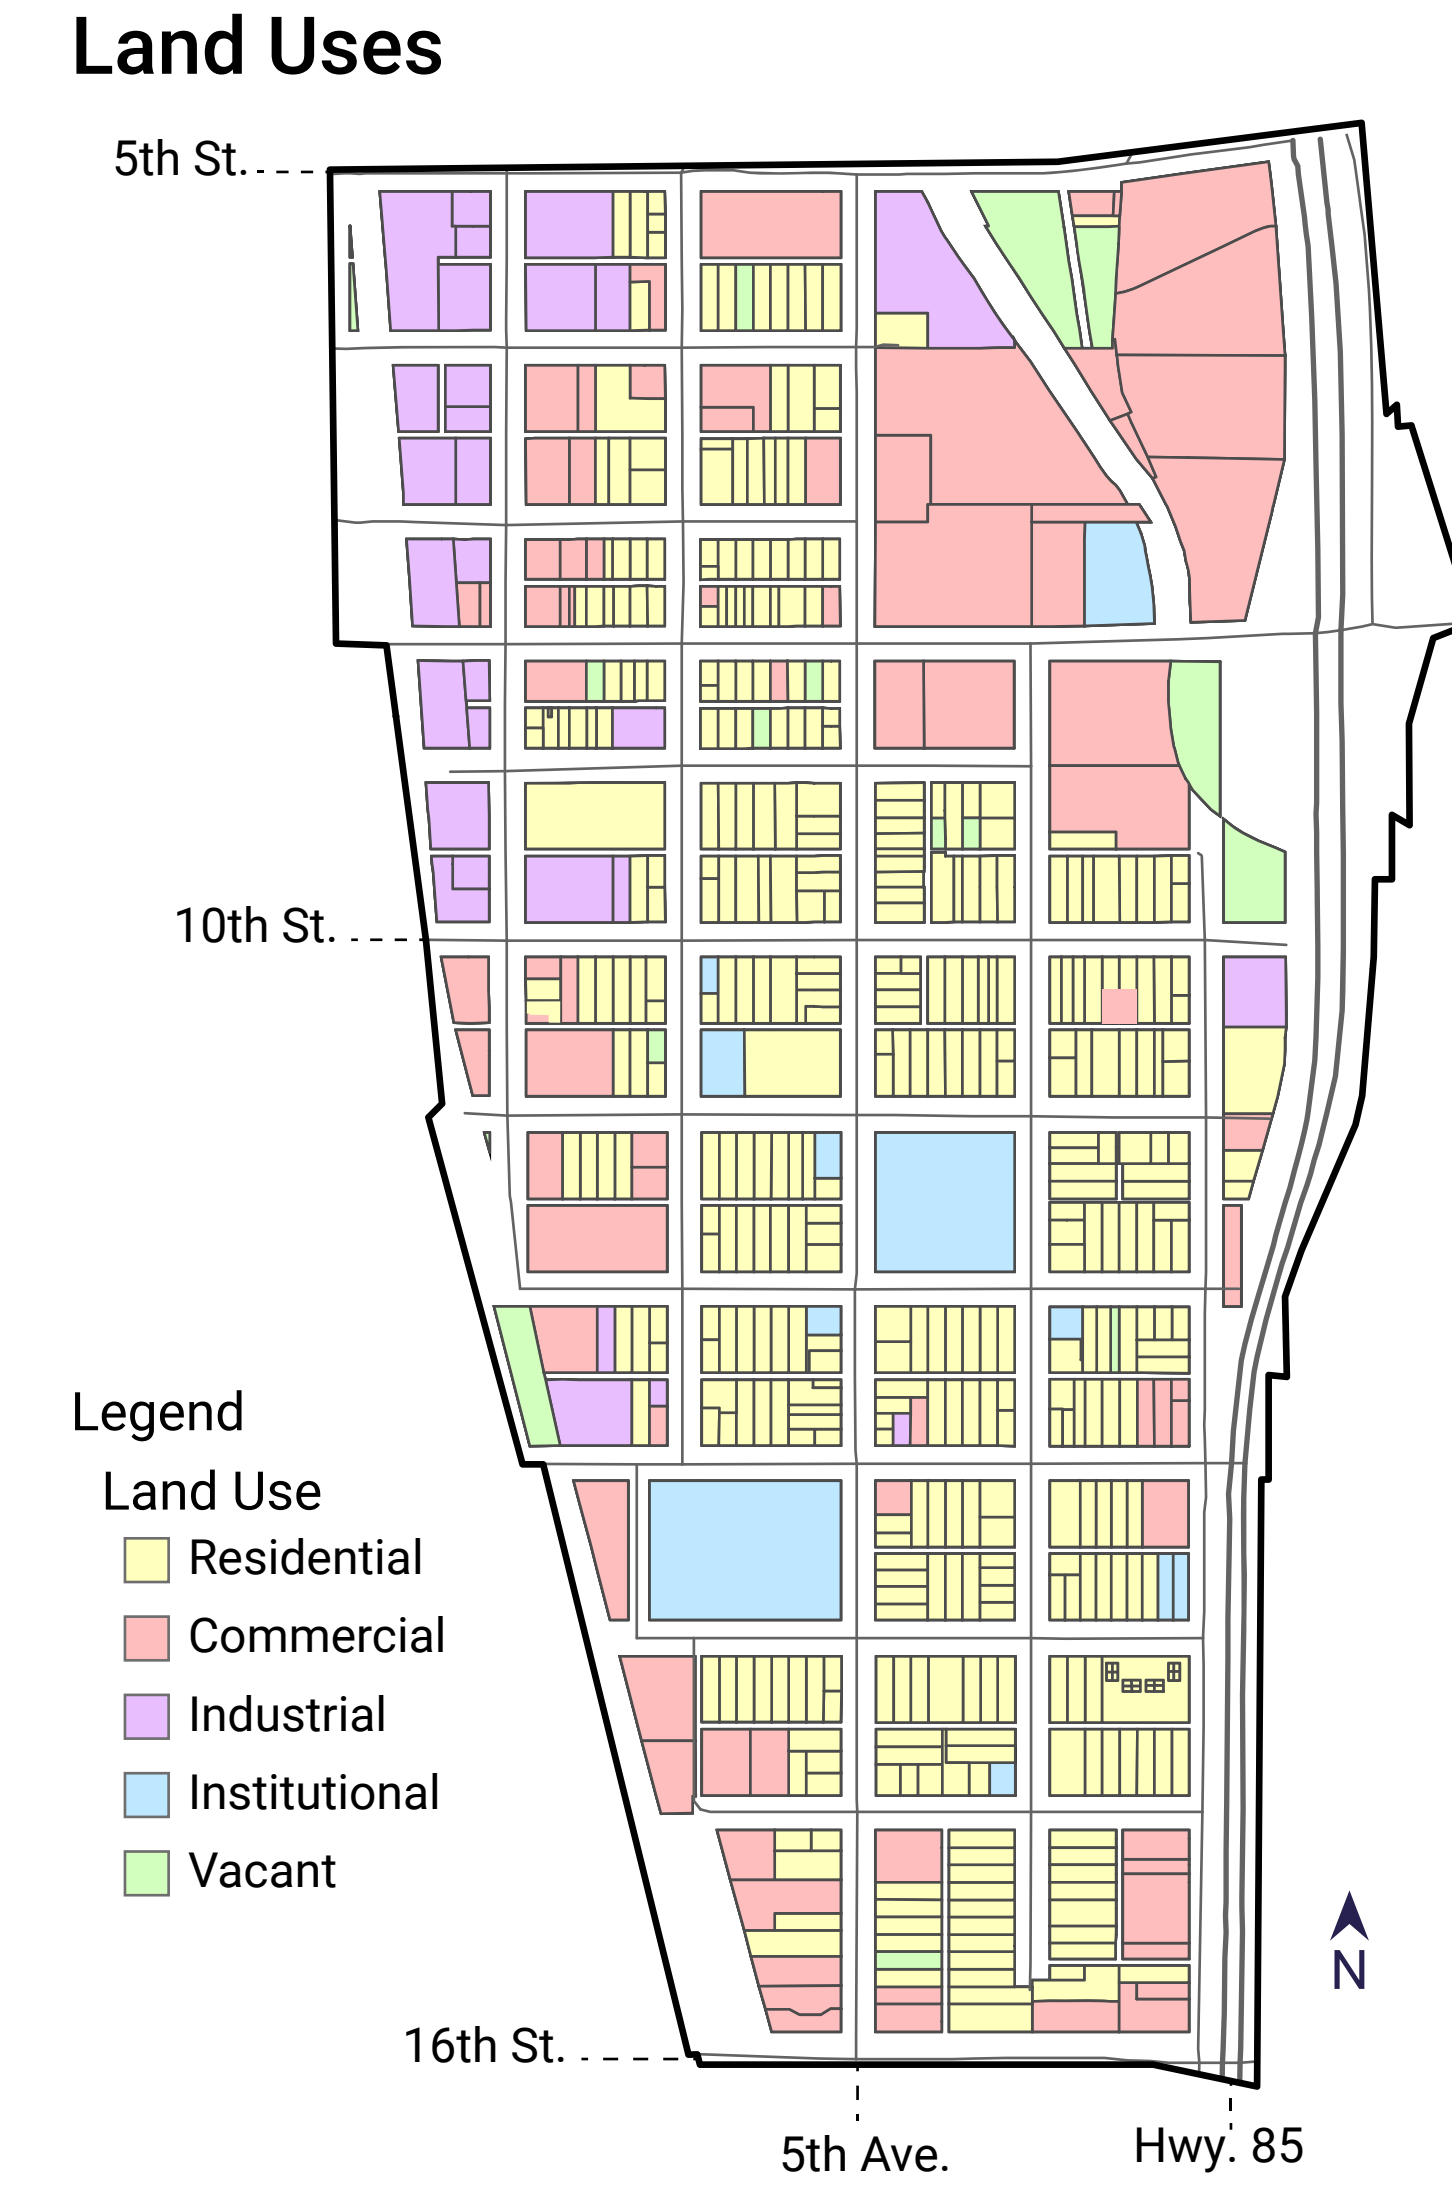 Land Uses
5th St.
10th St.
Legend
Land Use
Residential
Commercial
Industrial
Institutional
Vacant
N
16th St.
5th Ave.
Hwy. 85